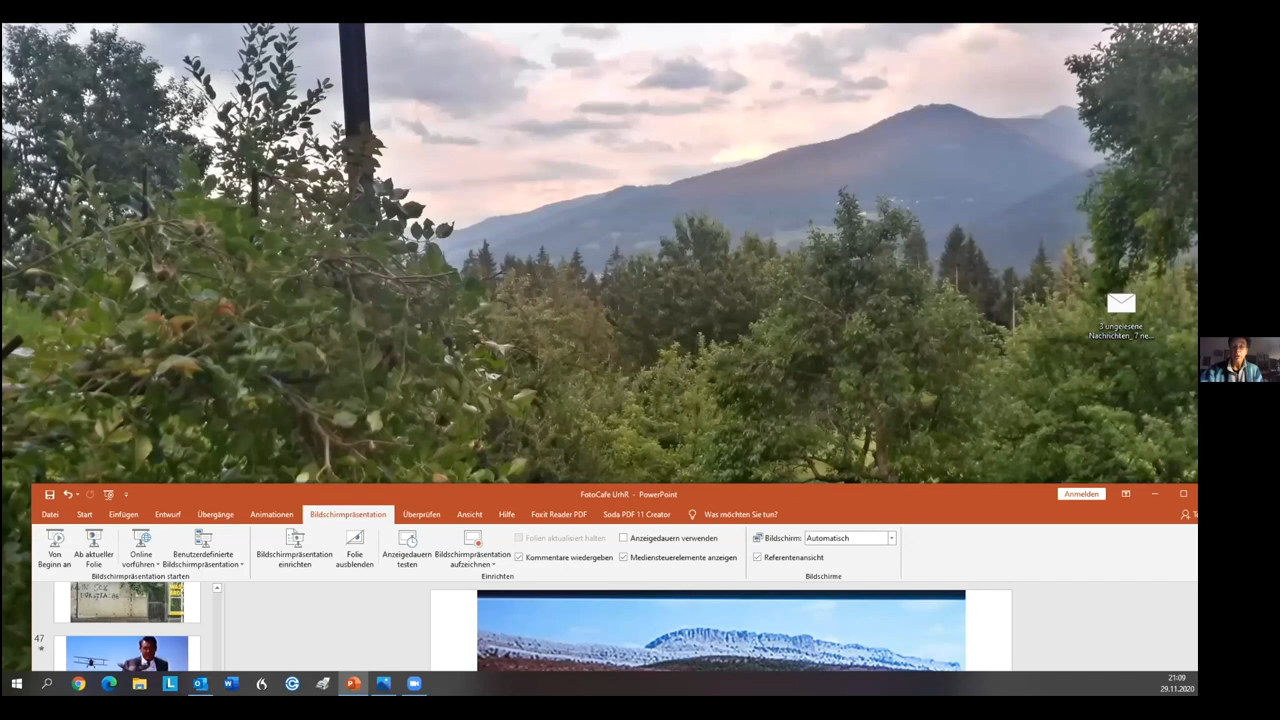 3 ungelesene
Nachrichten_ 7 ne...
FotoCafe UrhR - PowerPoint
Anmelden
Datei Start Einfügen Entwurf Übergänge Animationen Bildschirmpräsentation Überprüfen Ansicht Hilfe Foxit Reader PDF Soda PDF 11 Creator Was möchten Sie tun?
Von
Beginn an
Ab aktueller
Folie
Online
vorführen
Benutzerdefinierte
Bildschirmpräsentation
Bildschirmpräsentation starten
Bildschirmpräsentation
einrichten
Folie
ausblenden
Anzeigedauern
testen
Bildschirmpräsentation
aufzeichnen
Folien aktualisiert halten
Kommentare wiedergeben
Anzeigedauern verwenden
Mediensteuerelemente anzeigen
Einrichten
Bildschirm: Automatisch
Referentenansicht
Bildschirme
47
21:09
29.11.2020